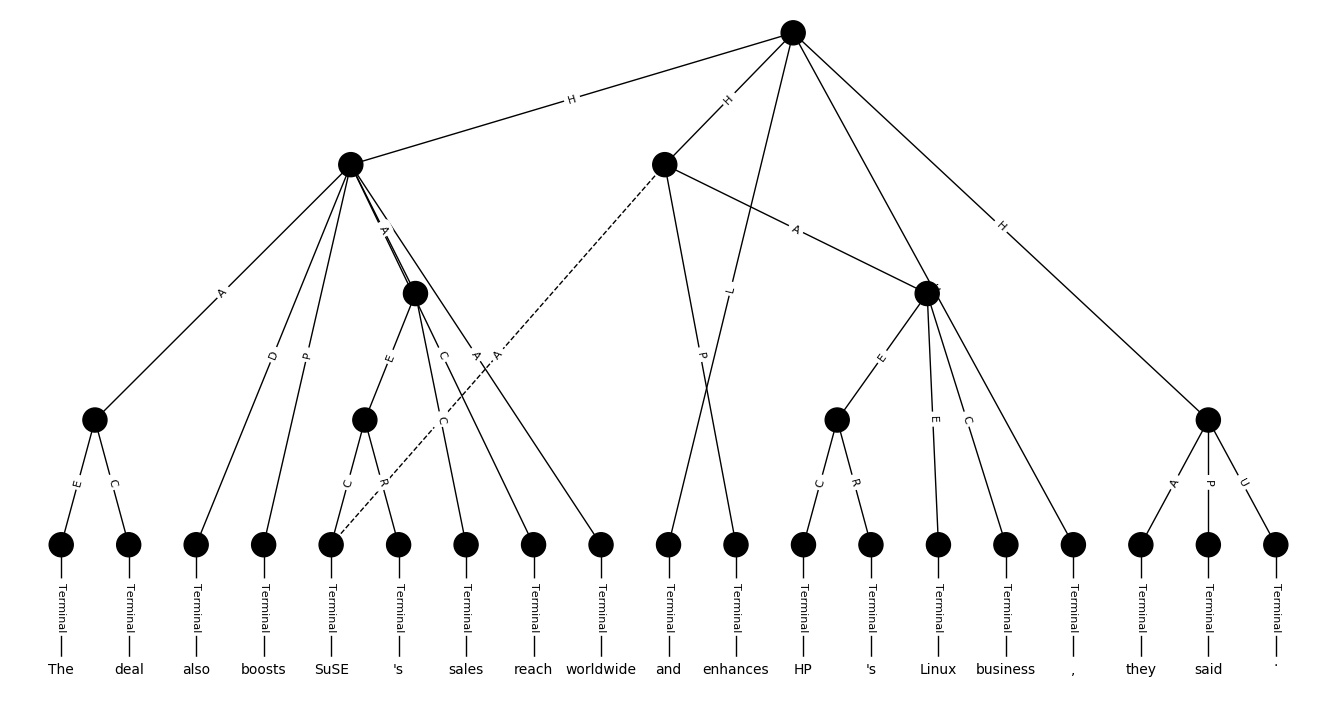 H H H
A A L A
A D P E C A A P E E C
E C C R C C R A P U
Terminal Terminal Terminal Terminal Terminal Terminal Terminal Terminal Terminal Terminal Terminal Terminal Terminal Terminal Terminal Terminal Terminal Terminal Terminal
The deal also boosts SuSE 's sales reach worldwide and enhances HP 's Linux business , they said .